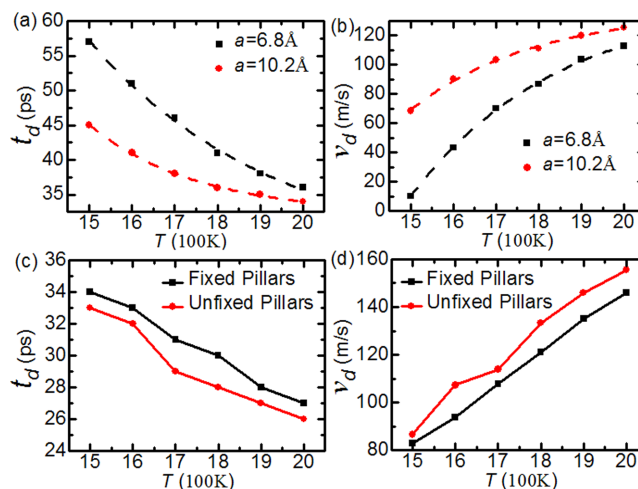 (a)
a=6.8Å
a=10.2Å
t_d (ps)
55
50
45
40
35
15 16 17 18 19 20
T (100K)
(b)
a=6.8Å
a=10.2Å
v_d (m/s)
120
100
80
60
40
20
0
15 16 17 18 19 20
T (100K)
(c)
Fixed Pillars
Unfixed Pillars
t_d (ps)
36
34
32
30
28
26
24
15 16 17 18 19 20
T (100K)
(d)
Fixed Pillars
Unfixed Pillars
v_d (m/s)
160
140
120
100
80
15 16 17 18 19 20
T (100K)